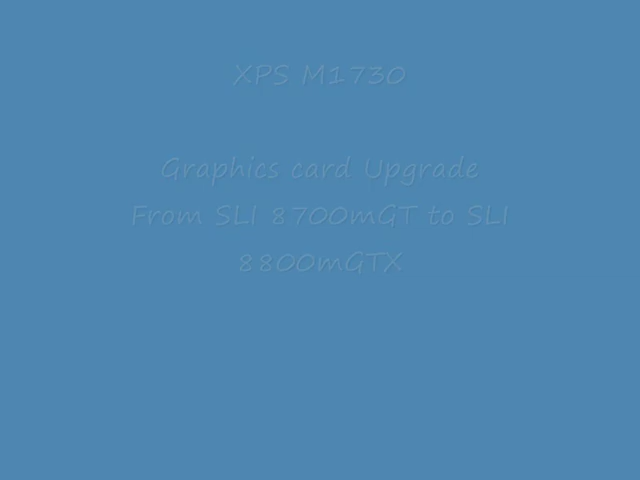 XPS M1730
Graphics card Upgrade
From SLI 8700mGT to SLI
8800mGTX